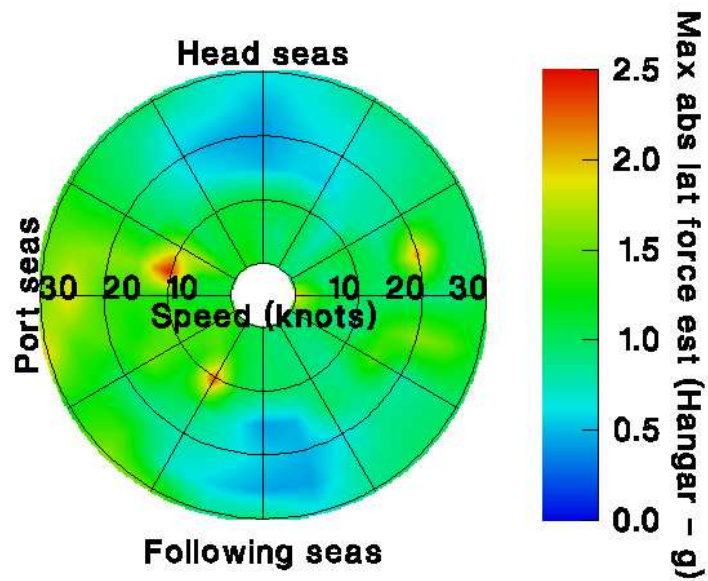 Head seas
Port seas
30 20 10 10 20 30
Speed (knots)
Following seas
2.5
2.0
1.5
1.0
0.5
0.0
Max abs lat force est (Hangar – g)